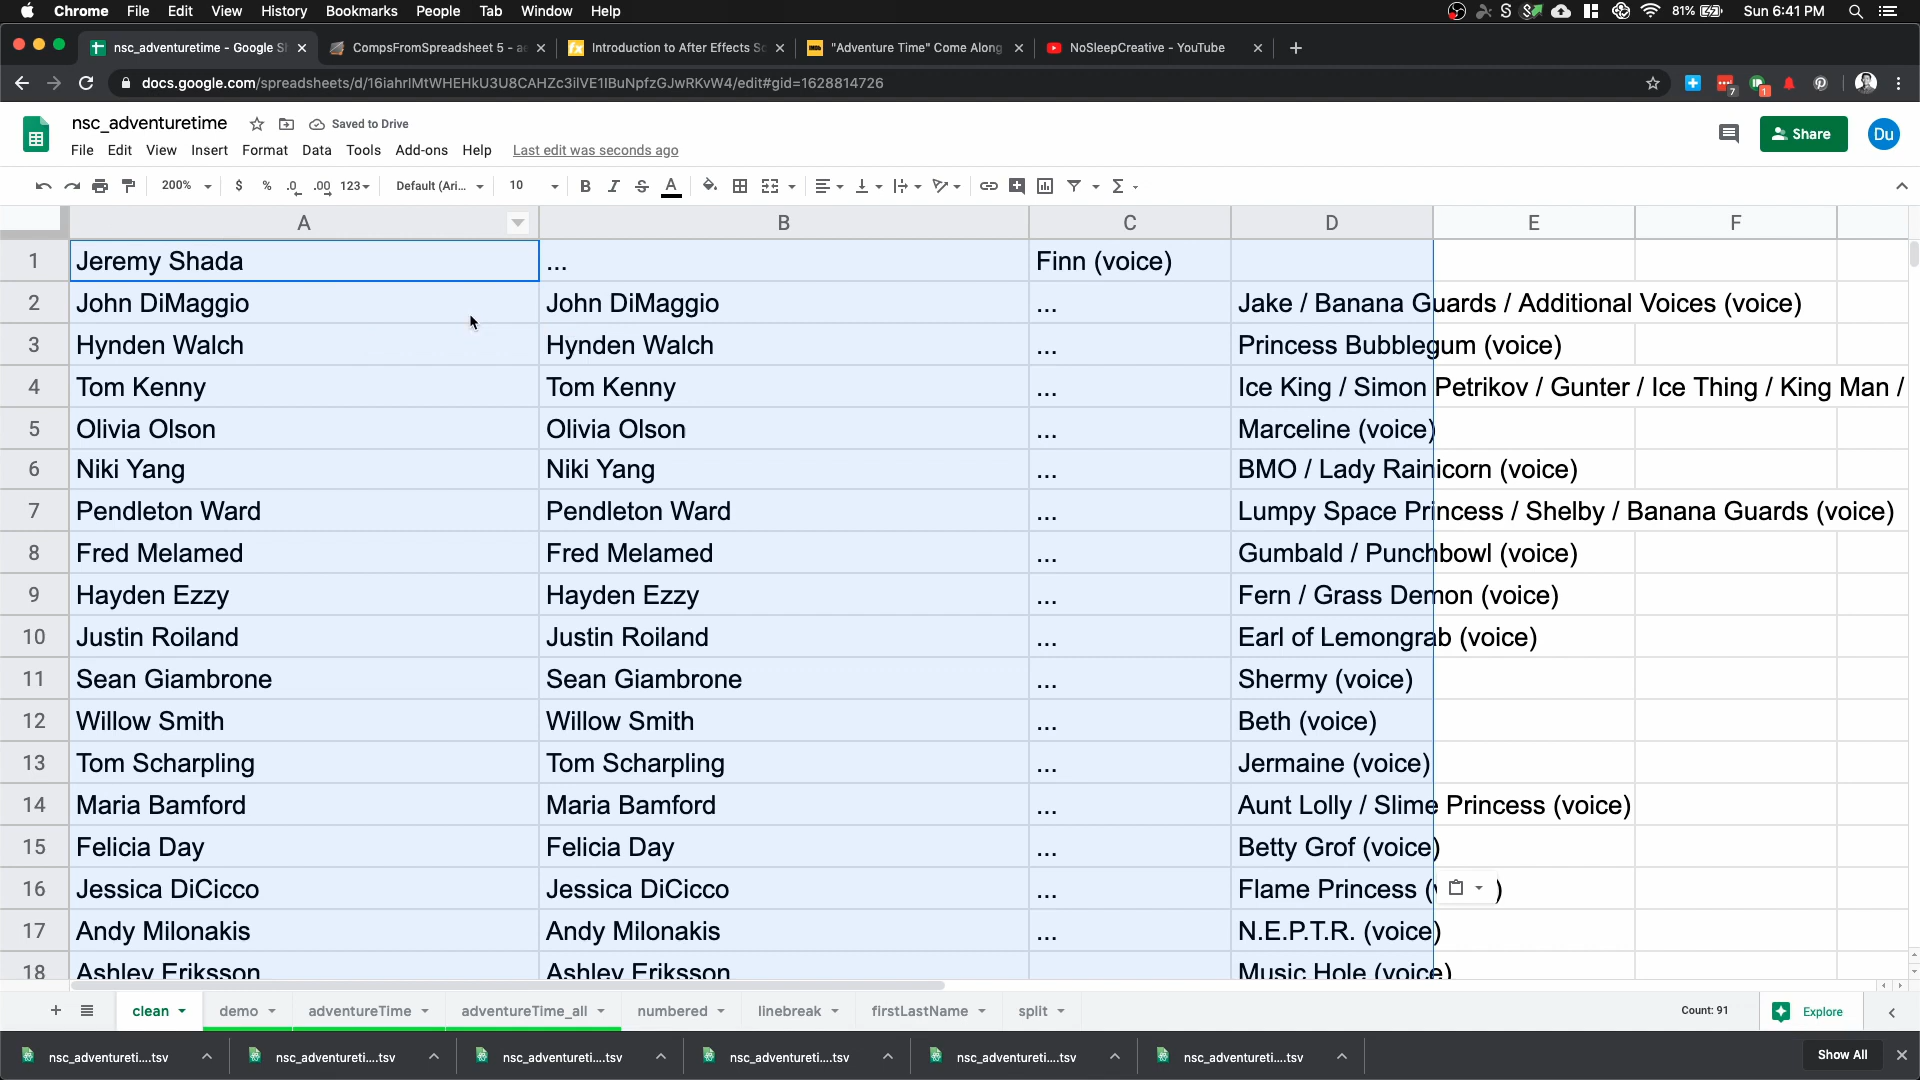 Chrome File Edit View History Bookmarks People Tab Window Help 81% Sun 6:41 PM
nsc_adventuretime - Google S CompsFromSpreadsheet 5 - ae Introduction to After Effects Sc "Adventure Time" Come Along NoSleepCreative - YouTube
docs.google.com/spreadsheets/d/16iahrIMtWHEHkU3U8CAHZc3ilVE1IBuNpfzGJwRKvW4/edit#gid=1628814726
nsc_adventuretime Saved to Drive Share Du
File Edit View Insert Format Data Tools Add-ons Help Last edit was seconds ago
200% $ % .0 .00 123 Default (Ari... 10 B I S A
A B C D E F
1 Jeremy Shada ... Finn (voice)
2 John DiMaggio John DiMaggio ... Jake / Banana Guards / Additional Voices (voice)
3 Hynden Walch Hynden Walch ... Princess Bubblegum (voice)
4 Tom Kenny Tom Kenny ... Ice King / Simon Petrikov / Gunter / Ice Thing / King Man /
5 Olivia Olson Olivia Olson ... Marceline (voice)
6 Niki Yang Niki Yang ... BMO / Lady Rainicorn (voice)
7 Pendleton Ward Pendleton Ward ... Lumpy Space Princess / Shelby / Banana Guards (voice)
8 Fred Melamed Fred Melamed ... Gumbald / Punchbowl (voice)
9 Hayden Ezzy Hayden Ezzy ... Fern / Grass Demon (voice)
10 Justin Roiland Justin Roiland ... Earl of Lemongrab (voice)
11 Sean Giambrone Sean Giambrone ... Shermy (voice)
12 Willow Smith Willow Smith ... Beth (voice)
13 Tom Scharpling Tom Scharpling ... Jermaine (voice)
14 Maria Bamford Maria Bamford ... Aunt Lolly / Slime Princess (voice)
15 Felicia Day Felicia Day ... Betty Grof (voice)
16 Jessica DiCicco Jessica DiCicco ... Flame Princess ( )
17 Andy Milonakis Andy Milonakis ... N.E.P.T.R. (voice)
18 Ashley Eriksson Ashley Eriksson Music Hole (voice)
clean demo adventureTime adventureTime_all numbered linebreak firstLastName split Count: 91 Explore
nsc_adventureti....tsv nsc_adventureti....tsv nsc_adventureti....tsv nsc_adventureti....tsv nsc_adventureti....tsv nsc_adventureti....tsv Show All